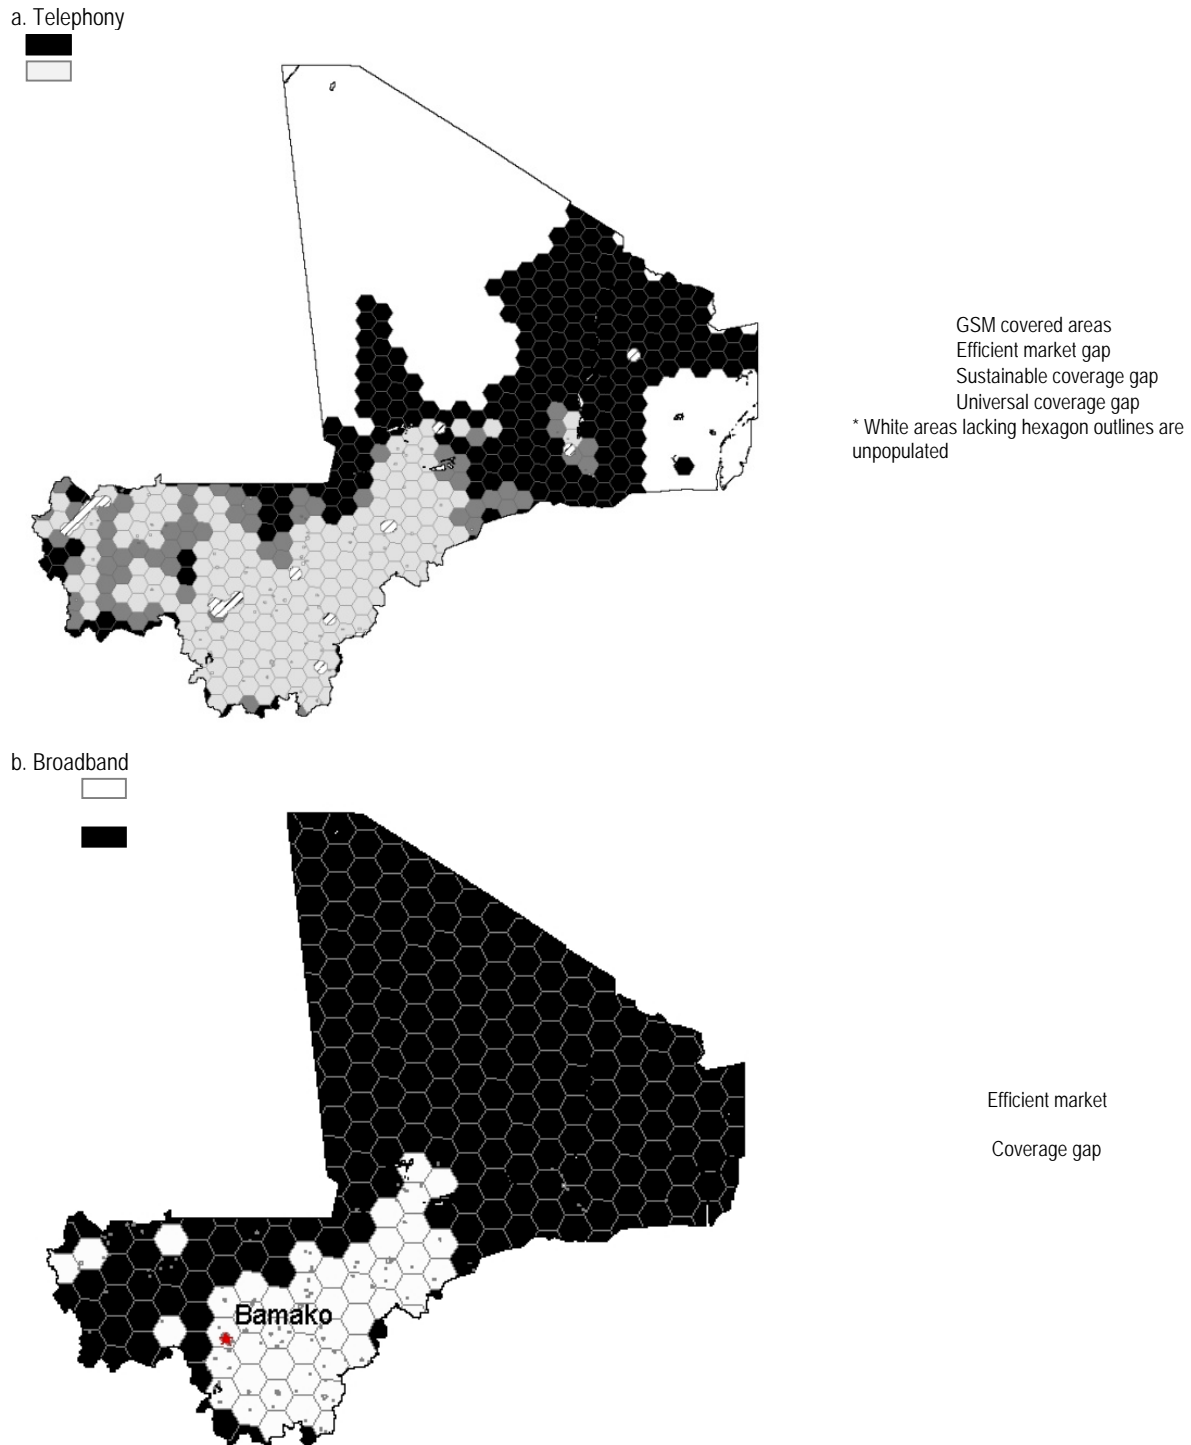 a. Telephony
GSM covered areas
Efficient market gap
Sustainable coverage gap
Universal coverage gap
* White areas lacking hexagon outlines are
unpopulated
b. Broadband
Efficient market
Coverage gap
Bamako